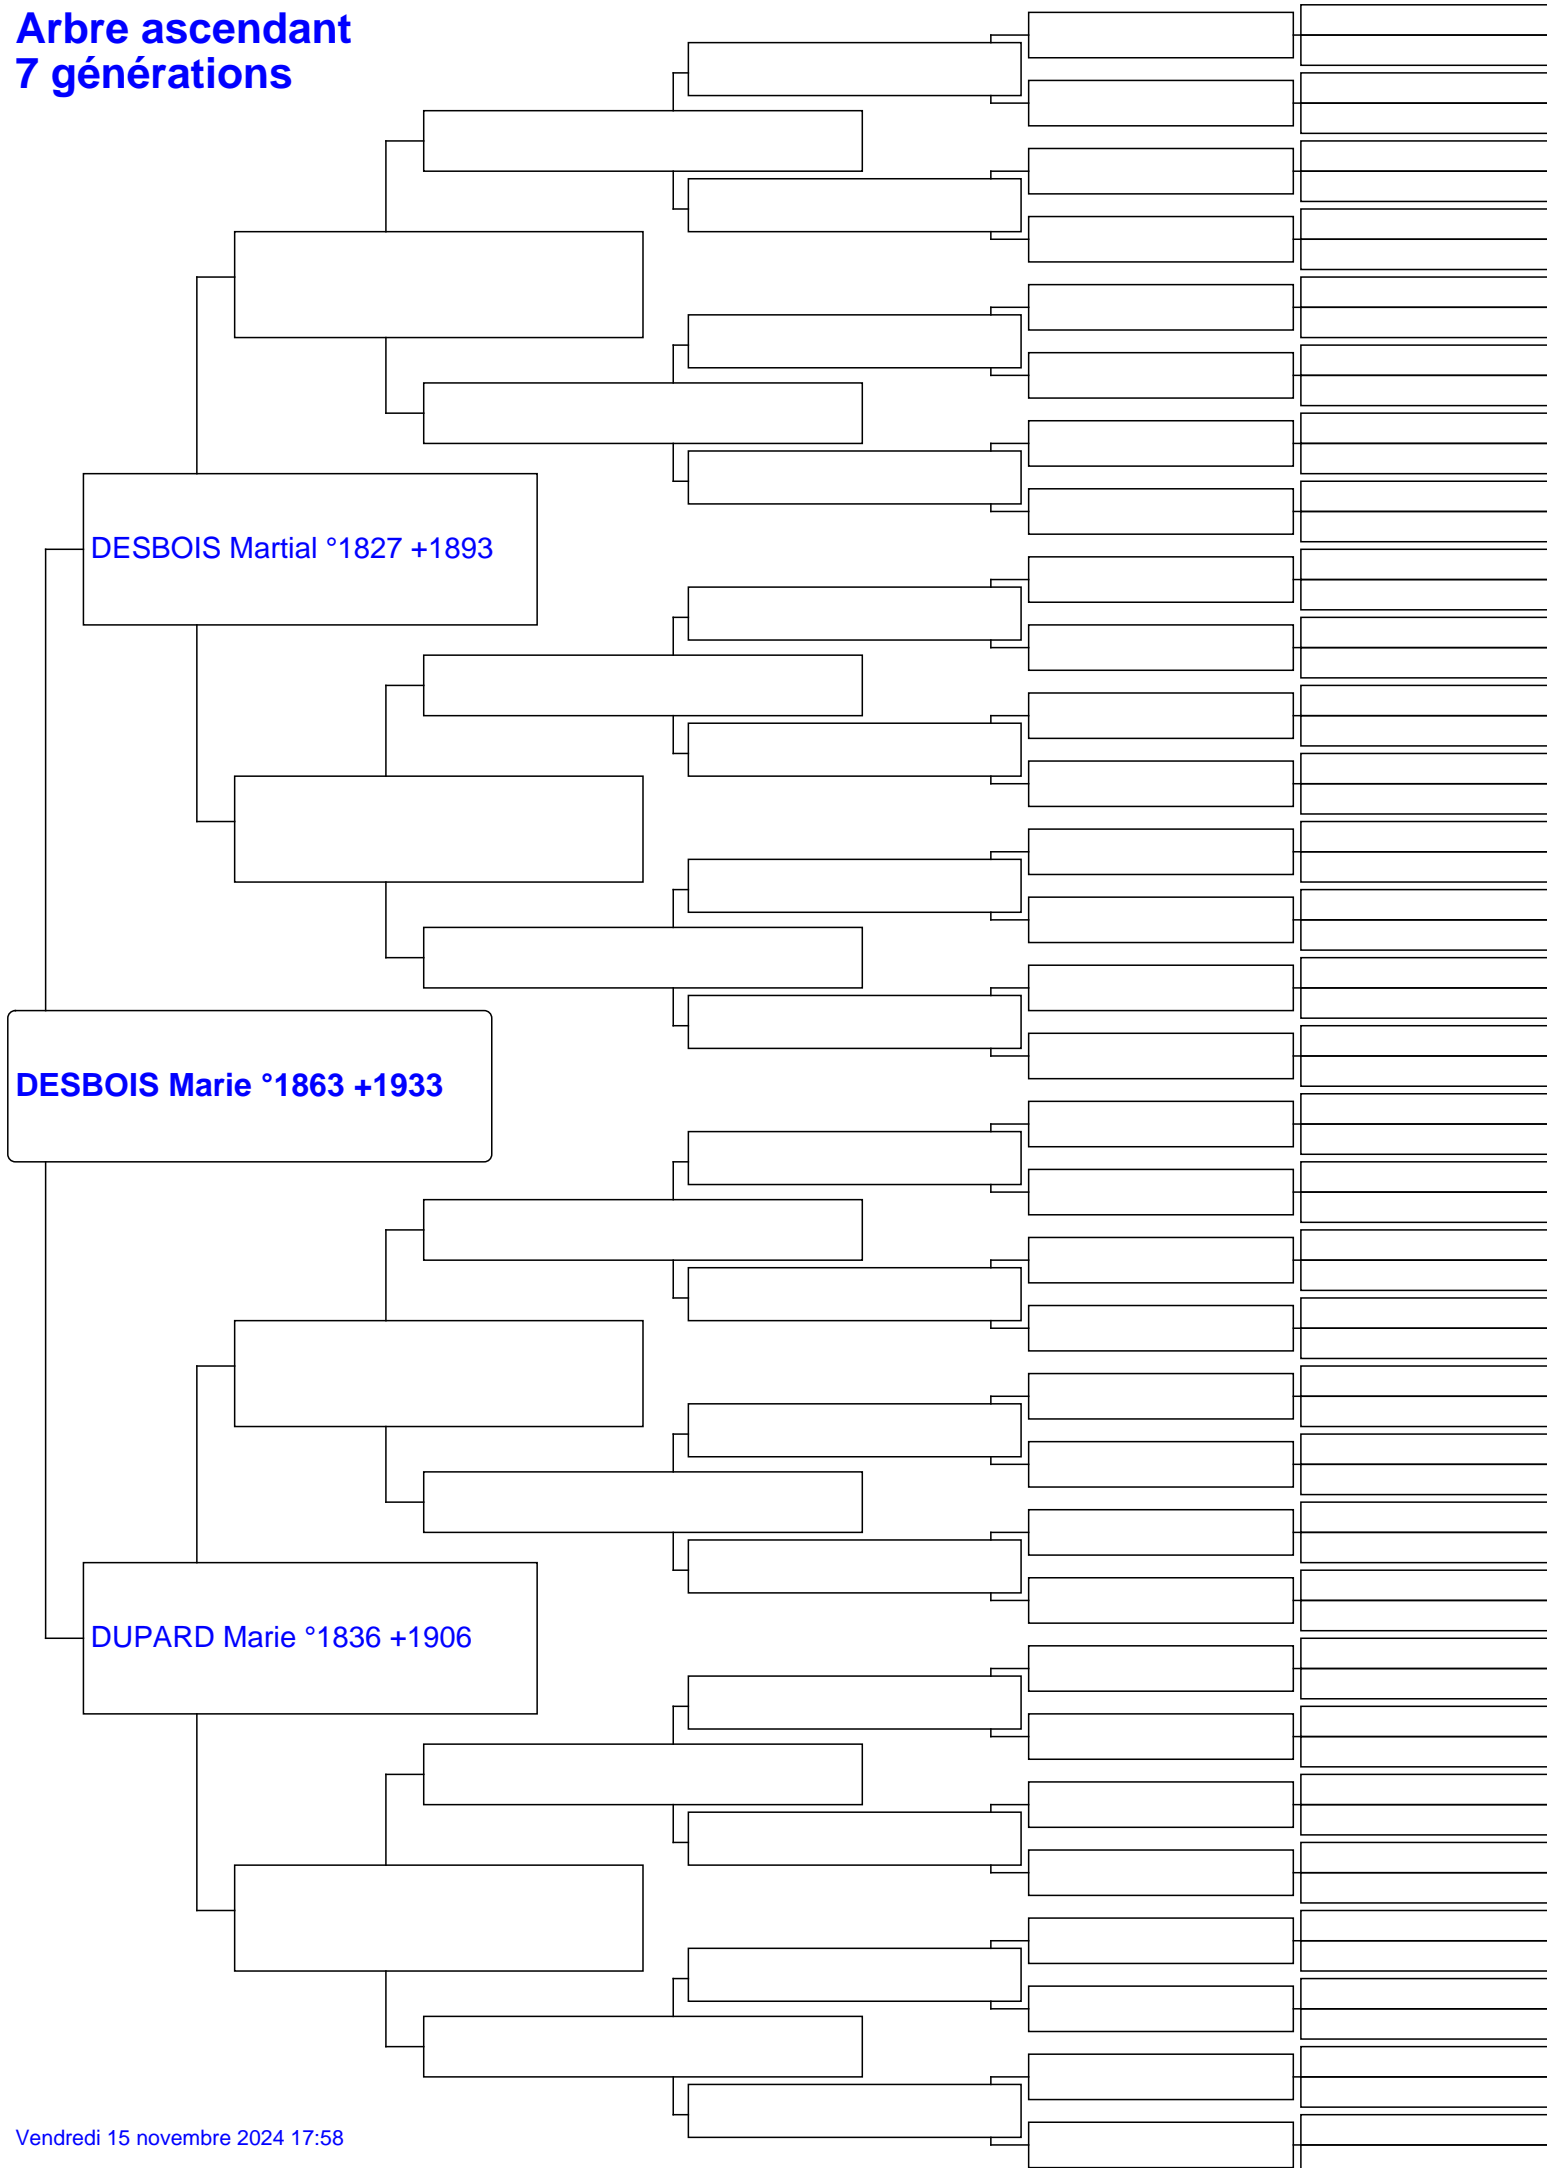 Arbre ascendant
7 générations
DESBOIS Martial °1827 +1893
DESBOIS Marie °1863 +1933
DUPARD Marie °1836 +1906
Vendredi 15 novembre 2024 17:58